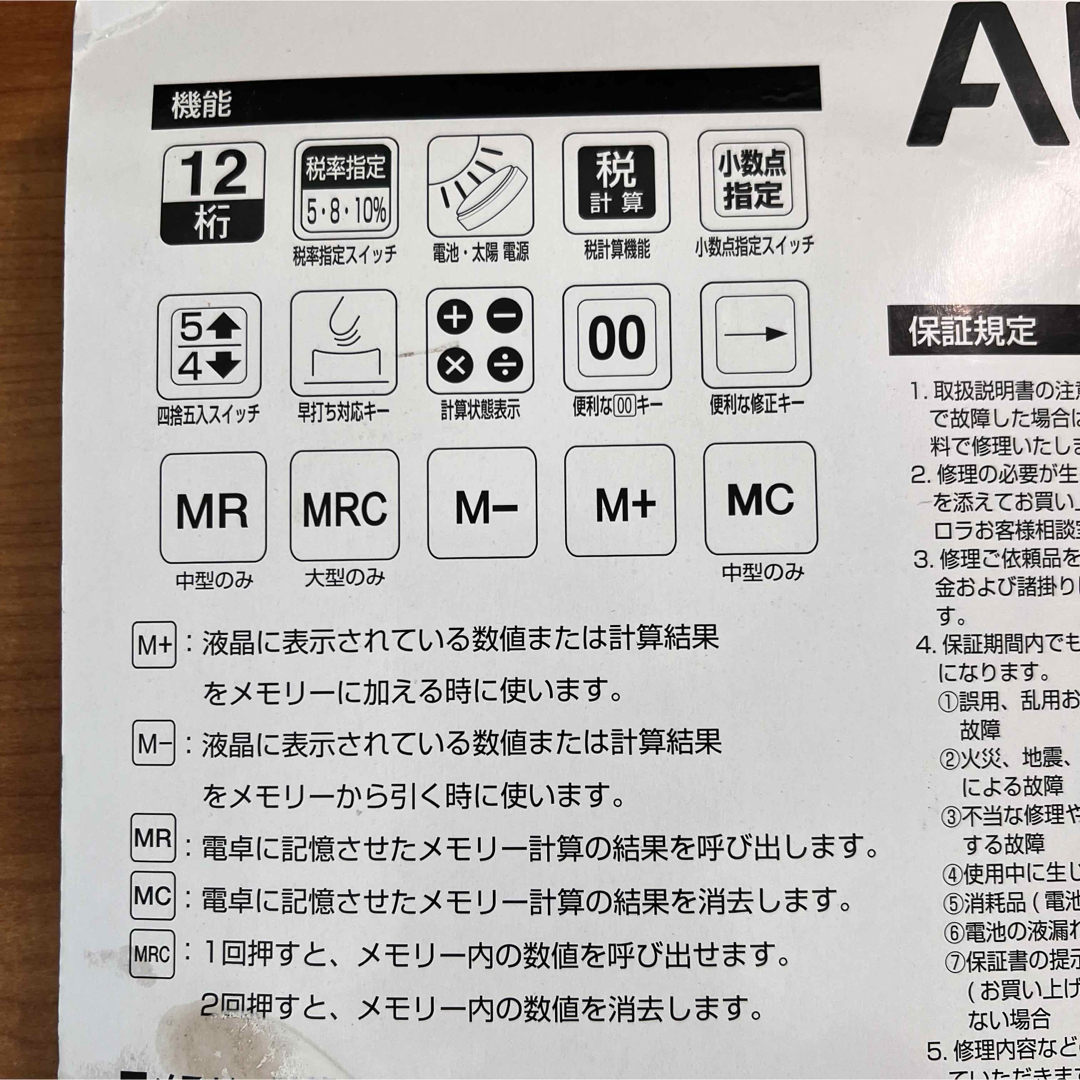 機能
12
桁
税率指定
5・8・10%
税率指定スイッチ
電池・太陽 電源
税
計算
税計算機能
小数点
指定
小数点指定スイッチ
5
4
四捨五入スイッチ
早打ち対応キー
+ −
× ÷
計算状態表示
00
便利な00キー
→
便利な修正キー
MR
中型のみ
MRC
大型のみ
M−
M+
MC
中型のみ
M+ : 液晶に表示されている数値または計算結果
をメモリーに加える時に使います。
M− : 液晶に表示されている数値または計算結果
をメモリーから引く時に使います。
MR : 電卓に記憶させたメモリー計算の結果を呼び出します。
MC : 電卓に記憶させたメモリー計算の結果を消去します。
MRC : 1回押すと、メモリー内の数値を呼び出せます。
2回押すと、メモリー内の数値を消去します。
保証規定
1. 取扱説明書の注意
で故障した場合は
料で修理いたしま
2. 修理の必要が生
を添えてお買い
ロラお客様相談室
3. 修理ご依頼品を
金および諸掛り
す。
4. 保証期間内でも
になります。
①誤用、乱用お
故障
②火災、地震、
による故障
③不当な修理や
する故障
④使用中に生じ
⑤消耗品 ( 電池
⑥電池の液漏れ
⑦保証書の提示
( お買い上げ
ない場合
5. 修理内容など
ていただきます